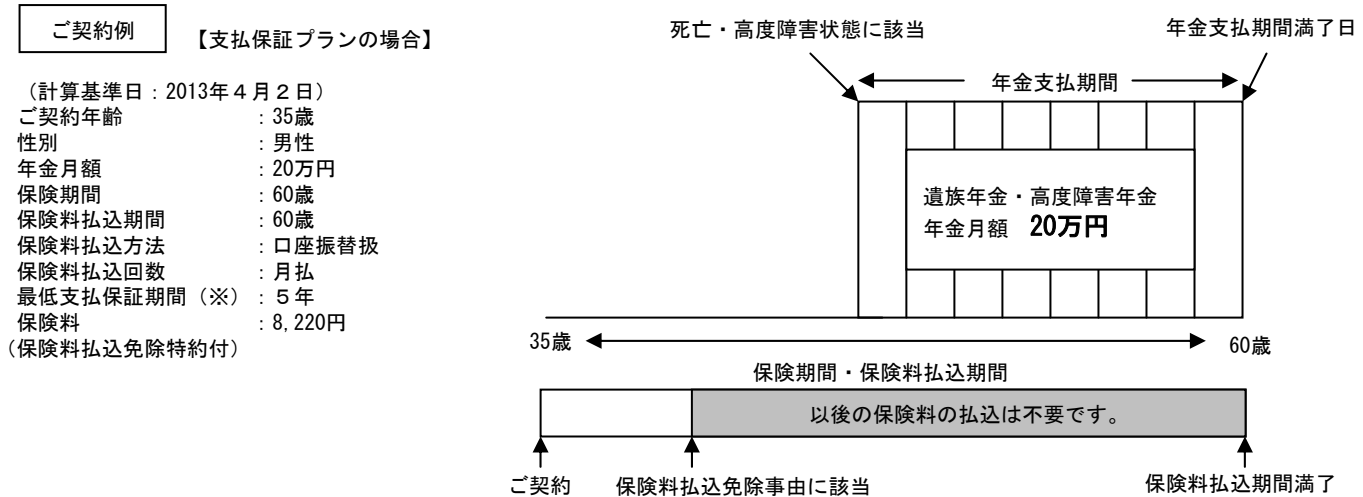 ご契約例
【支払保証プランの場合】
（計算基準日：2013年４月２日）
ご契約年齢　：35歳
性別　：男性
年金月額　：20万円
保険期間　：60歳
保険料払込期間　：60歳
保険料払込方法　：口座振替扱
保険料払込回数　：月払
最低支払保証期間（※）：５年
保険料　：8,220円
（保険料払込免除特約付）
死亡・高度障害状態に該当
年金支払期間満了日
年金支払期間
遺族年金・高度障害年金
年金月額　20万円
35歳
60歳
保険期間・保険料払込期間
以後の保険料の払込は不要です。
ご契約
保険料払込免除事由に該当
保険料払込期間満了